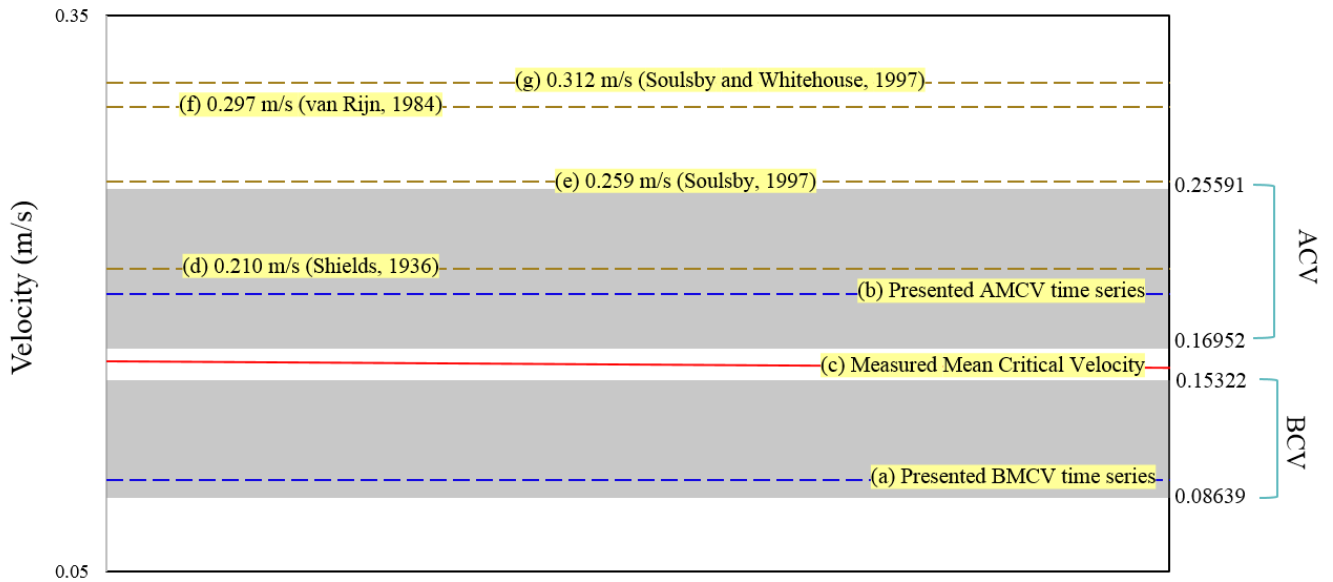 0.35
(g) 0.312 m/s (Soulsby and Whitehouse, 1997)
(f) 0.297 m/s (van Rijn, 1984)
(e) 0.259 m/s (Soulsby, 1997)
0.25591
ACV
Velocity (m/s)
(d) 0.210 m/s (Shields, 1936)
(b) Presented AMCV time series
0.16952
(c) Measured Mean Critical Velocity
0.15322
BCV
(a) Presented BMCV time series
0.08639
0.05